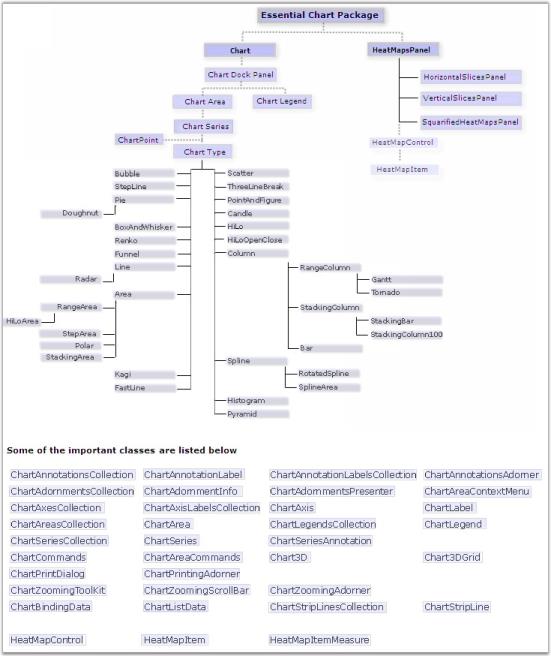 Essential Chart Package
Chart
HeatMapsPanel
Chart Dock Panel
HorizontalSlicesPanel
Chart Area
Chart Legend
VerticalSlicesPanel
Chart Series
SquarifiedHeatMapsPanel
ChartPoint
HeatMapControl
Chart Type
HeatMapItem
Bubble
Scatter
StepLine
ThreeLineBreak
Pie
PointAndFigure
Doughnut
Candle
BoxAndWhisker
HiLo
Renko
HiLoOpenClose
Funnel
Column
Line
RangeColumn
Radar
Gantt
Area
Tornado
RangeArea
StackingColumn
HiLoArea
StackingBar
StepArea
StackingColumn100
Polar
Bar
StackingArea
Spline
Kagi
RotatedSpline
FastLine
SplineArea
Histogram
Pyramid
Some of the important classes are listed below
ChartAnnotationsCollection ChartAnnotationLabel ChartAnnotationLabelsCollection ChartAnnotationsAdorner
ChartAdornmentsCollection ChartAdornmentInfo ChartAdornmentsPresenter ChartAreaContextMenu
ChartAxesCollection ChartAxisLabelsCollection ChartAxis ChartLabel
ChartAreasCollection ChartArea ChartLegendsCollection ChartLegend
ChartSeriesCollection ChartSeries ChartSeriesAnnotation
ChartCommands ChartAreaCommands Chart3D Chart3DGrid
ChartPrintDialog ChartPrintingAdorner
ChartZoomingToolKit ChartZoomingScrollBar ChartZoomingAdorner
ChartBindingData ChartListData ChartStripLinesCollection ChartStripLine
HeatMapControl HeatMapItem HeatMapItemMeasure